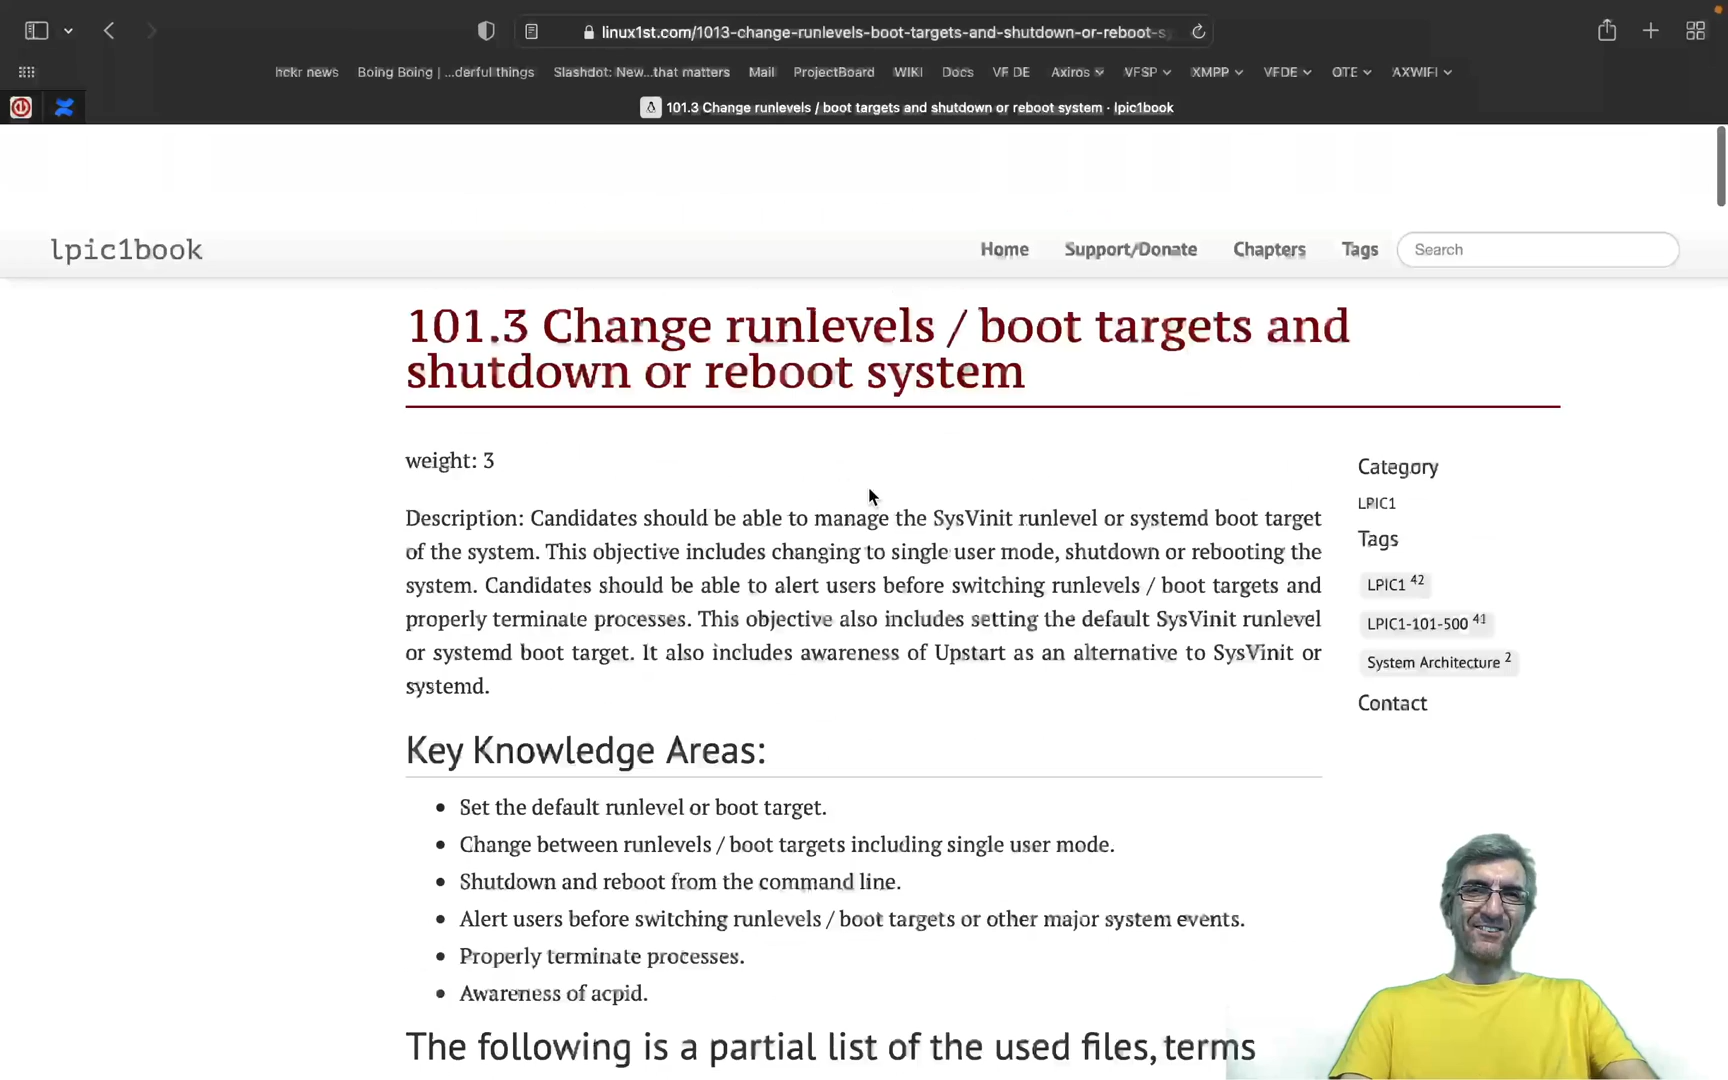 linux1st.com/1013-change-runlevels-boot-targets-and-shutdown-or-reboot-s
hckr news Boing Boing | ...derful things Slashdot: New...that matters Mail ProjectBoard WIKI Docs VF DE Axiros VFSP XMPP VFDE OTE AXWIFI
101.3 Change runlevels / boot targets and shutdown or reboot system · lpic1book
lpic1book Home Support/Donate Chapters Tags Search
101.3 Change runlevels / boot targets and
shutdown or reboot system
weight: 3
Category
LPIC1
Tags
LPIC1 42
LPIC1-101-500 41
System Architecture 2
Contact
Description: Candidates should be able to manage the SysVinit runlevel or systemd boot target
of the system. This objective includes changing to single user mode, shutdown or rebooting the
system. Candidates should be able to alert users before switching runlevels / boot targets and
properly terminate processes. This objective also includes setting the default SysVinit runlevel
or systemd boot target. It also includes awareness of Upstart as an alternative to SysVinit or
systemd.
Key Knowledge Areas:
Set the default runlevel or boot target.
Change between runlevels / boot targets including single user mode.
Shutdown and reboot from the command line.
Alert users before switching runlevels / boot targets or other major system events.
Properly terminate processes.
Awareness of acpid.
The following is a partial list of the used files, terms